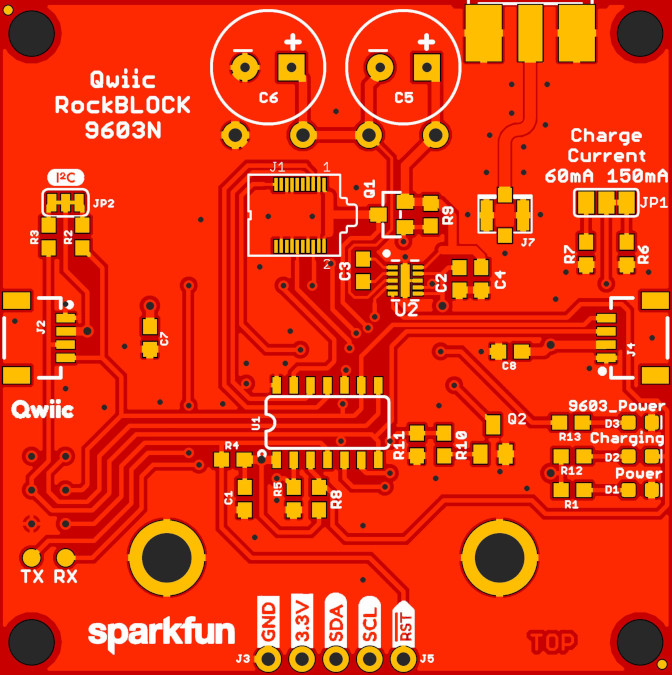 C6
C5
Qwiic
RockBLOCK
9603N
Charge
Current
60mA 150mA
I²C
JP2
J1
1
2
Q1
R9
J7
JP1
R3
R2
R7
R6
C3
U2
C2
C4
J2
C7
C8
J4
Qwiic
U1
R4
R11
R10
Q2
9603_Power
R13
D3
Charging
R12
D2
Power
R1
D1
C1
R5
R8
TX RX
sparkfun
J3
GND
3.3V
SDA
SCL
RST
J5
TOP